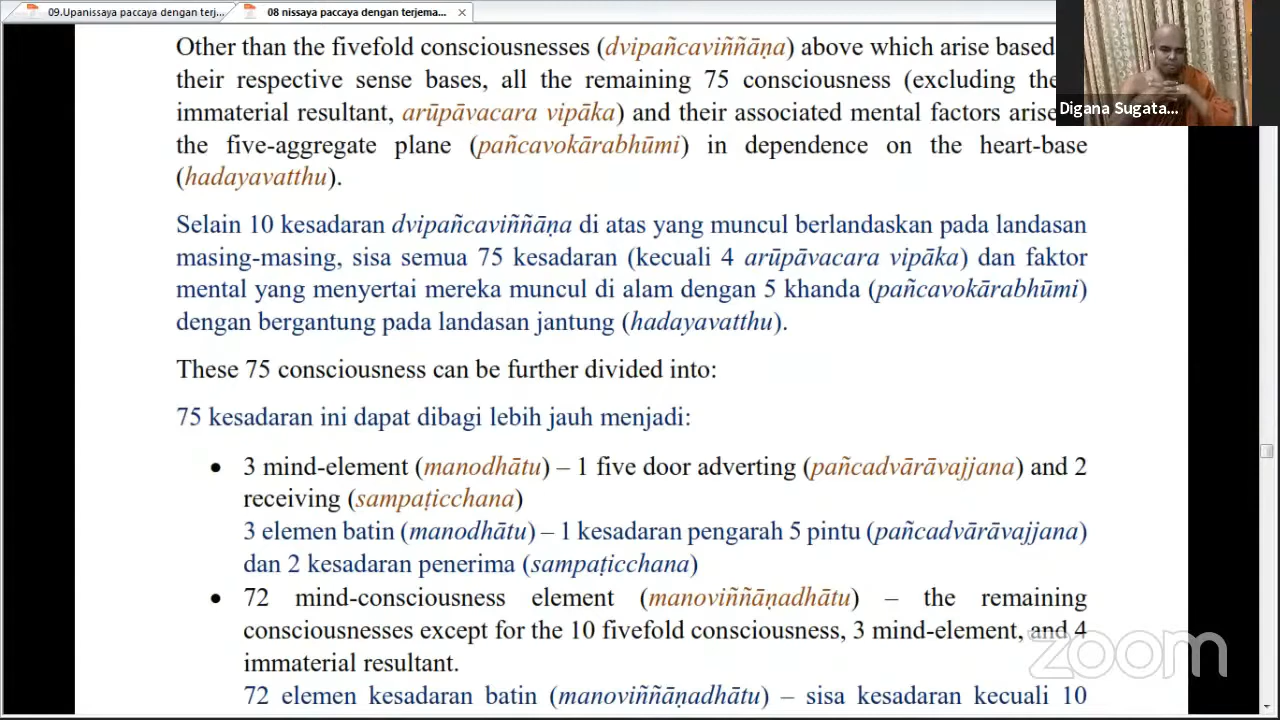 09.Upanissaya paccaya dengan terj...
08 nissaya paccaya dengan terjema...
Other than the fivefold consciousnesses (dvipañcaviññāṇa) above which arise based
their respective sense bases, all the remaining 75 consciousness (excluding the
immaterial resultant, arūpāvacara vipāka) and their associated mental factors arise
the five-aggregate plane (pañcavokārabhūmi) in dependence on the heart-base
(hadayavatthu).
Digana Sugata...
Selain 10 kesadaran dvipañcaviññāṇa di atas yang muncul berlandaskan pada landasan
masing-masing, sisa semua 75 kesadaran (kecuali 4 arūpāvacara vipāka) dan faktor
mental yang menyertai mereka muncul di alam dengan 5 khanda (pañcavokārabhūmi)
dengan bergantung pada landasan jantung (hadayavatthu).
These 75 consciousness can be further divided into:
75 kesadaran ini dapat dibagi lebih jauh menjadi:
• 3 mind-element (manodhātu) – 1 five door adverting (pañcadvārāvajjana) and 2
receiving (sampaṭicchana)
3 elemen batin (manodhātu) – 1 kesadaran pengarah 5 pintu (pañcadvārāvajjana)
dan 2 kesadaran penerima (sampaṭicchana)
• 72 mind-consciousness element (manoviññāṇadhātu) – the remaining
consciousnesses except for the 10 fivefold consciousness, 3 mind-element, and 4
immaterial resultant.
72 elemen kesadaran batin (manoviññāṇadhātu) – sisa kesadaran kecuali 10
zoom